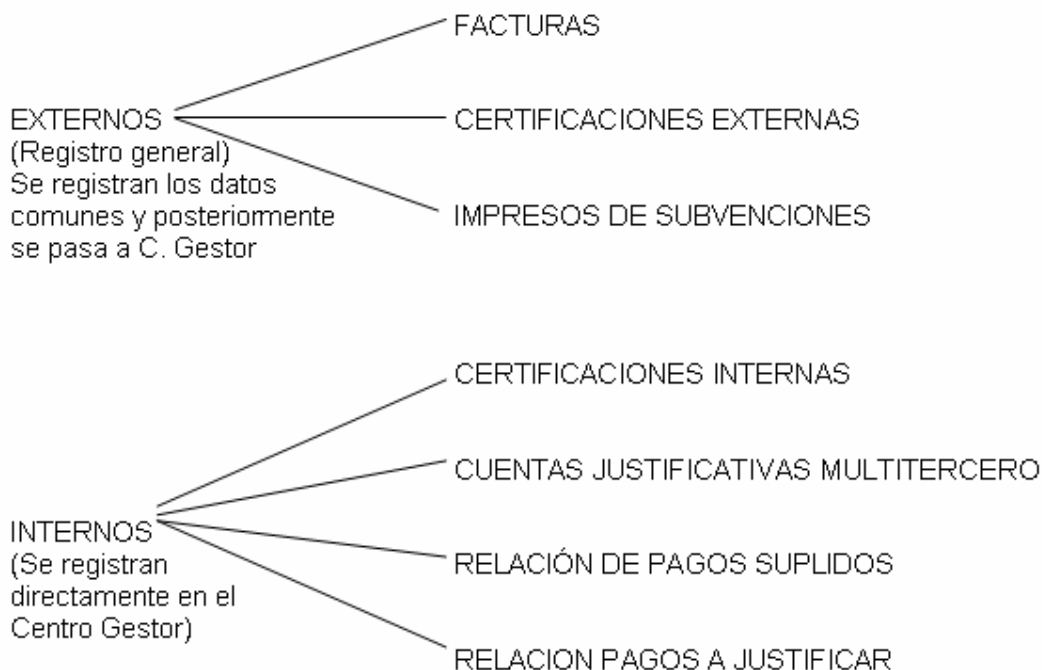 EXTERNOS
(Registro general)
Se registran los datos
comunes y posteriormente
se pasa a C. Gestor
FACTURAS
CERTIFICACIONES EXTERNAS
IMPRESOS DE SUBVENCIONES
INTERNOS
(Se registran
directamente en el
Centro Gestor)
CERTIFICACIONES INTERNAS
CUENTAS JUSTIFICATIVAS MULTITERCERO
RELACIÓN DE PAGOS SUPLIDOS
RELACION PAGOS A JUSTIFICAR